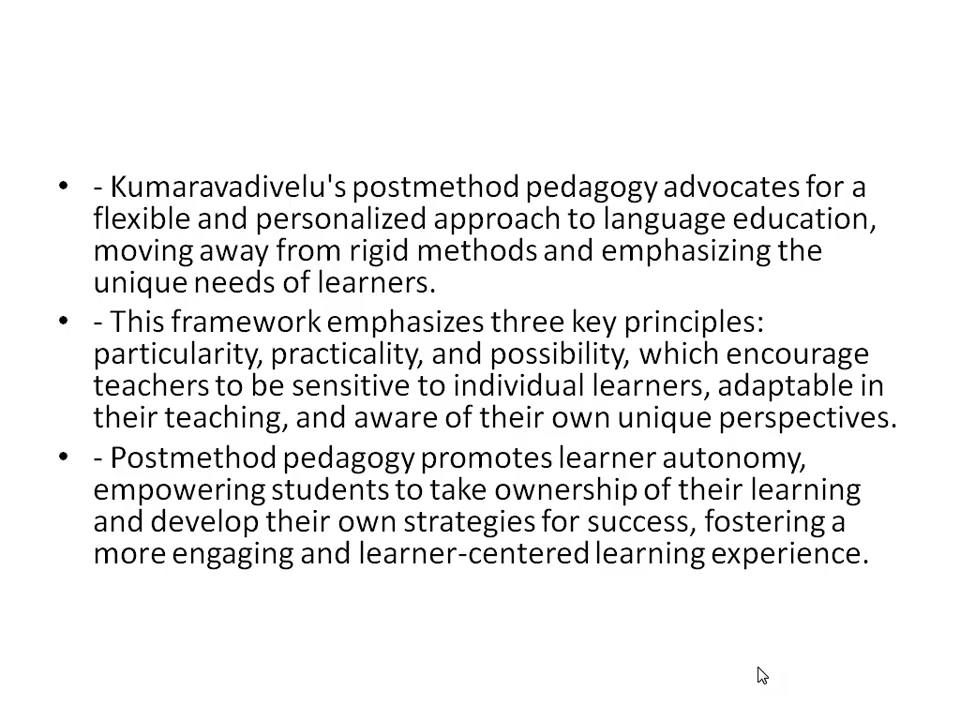 • - Kumaravadivelu's postmethod pedagogy advocates for a
flexible and personalized approach to language education,
moving away from rigid methods and emphasizing the
unique needs of learners.
• - This framework emphasizes three key principles:
particularity, practicality, and possibility, which encourage
teachers to be sensitive to individual learners, adaptable in
their teaching, and aware of their own unique perspectives.
• - Postmethod pedagogy promotes learner autonomy,
empowering students to take ownership of their learning
and develop their own strategies for success, fostering a
more engaging and learner-centered learning experience.